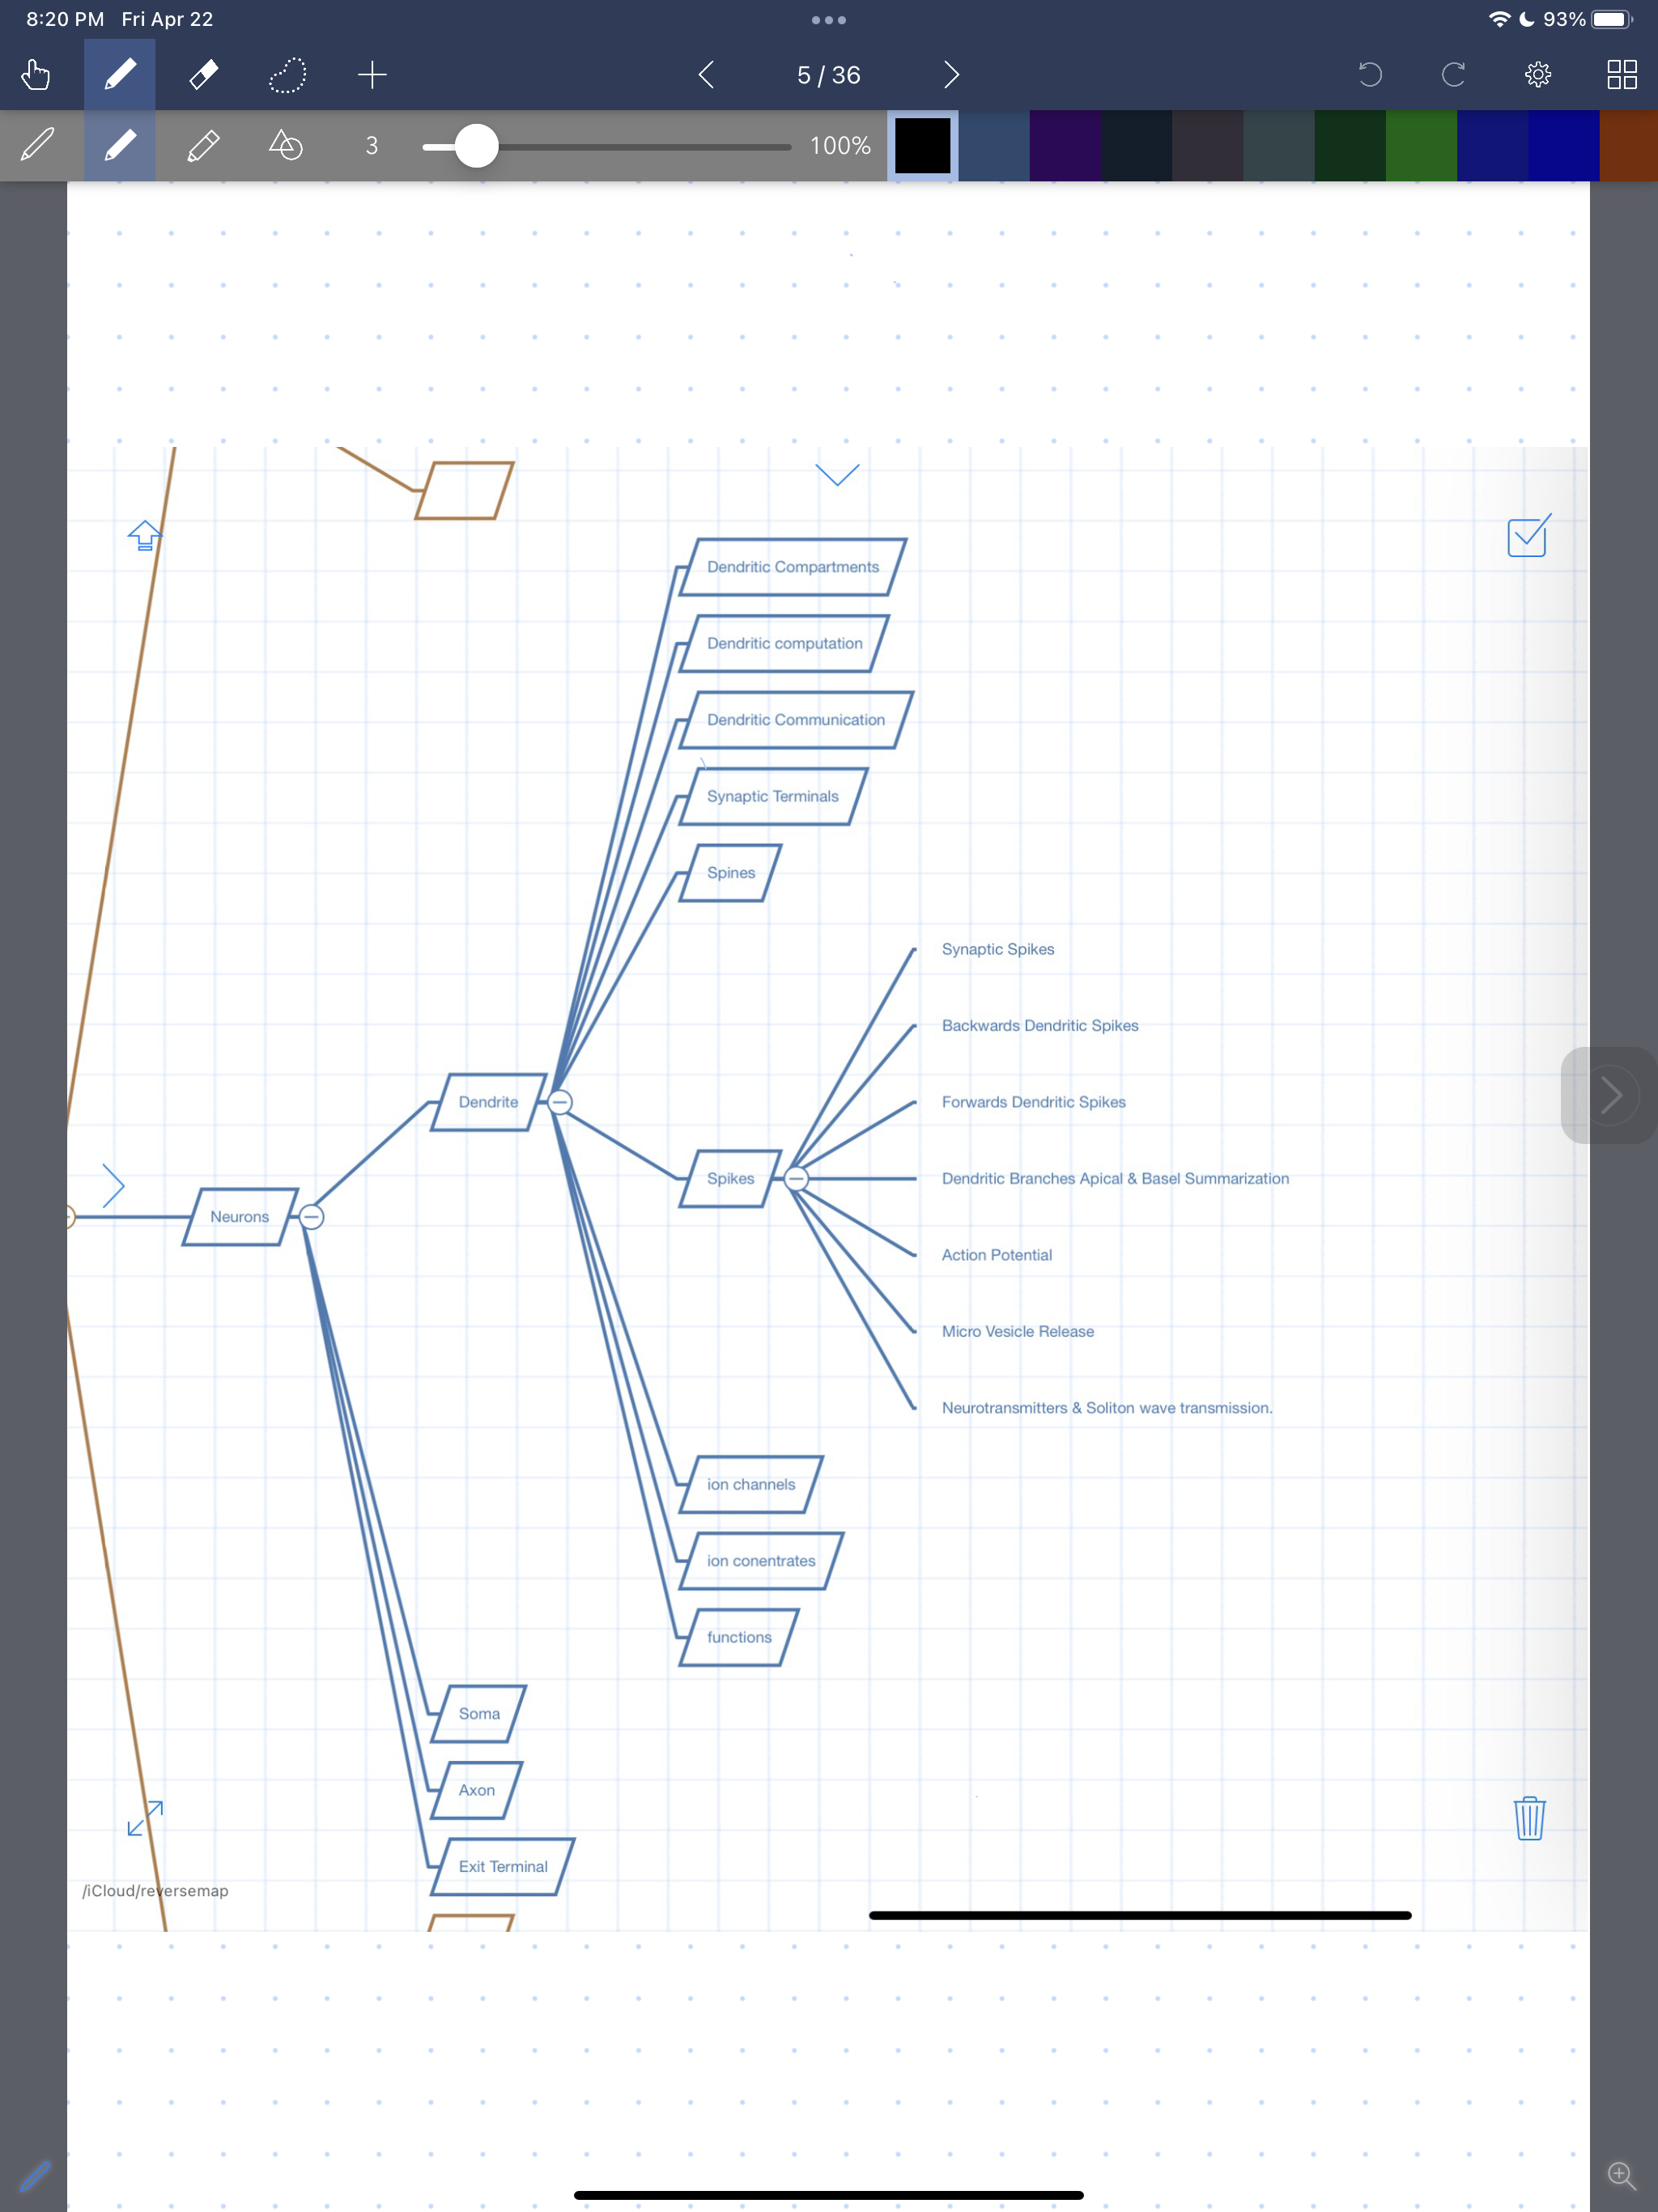 8:20 PM Fri Apr 22
93%
5 / 36
3
100%
Dendritic Compartments
Dendritic computation
Dendritic Communication
Synaptic Terminals
Spines
Synaptic Spikes
Backwards Dendritic Spikes
Dendrite
Forwards Dendritic Spikes
Spikes
Dendritic Branches Apical & Basel Summarization
Neurons
Action Potential
Micro Vesicle Release
Neurotransmitters & Soliton wave transmission.
ion channels
ion conentrates
functions
Soma
Axon
Exit Terminal
/iCloud/reversemap